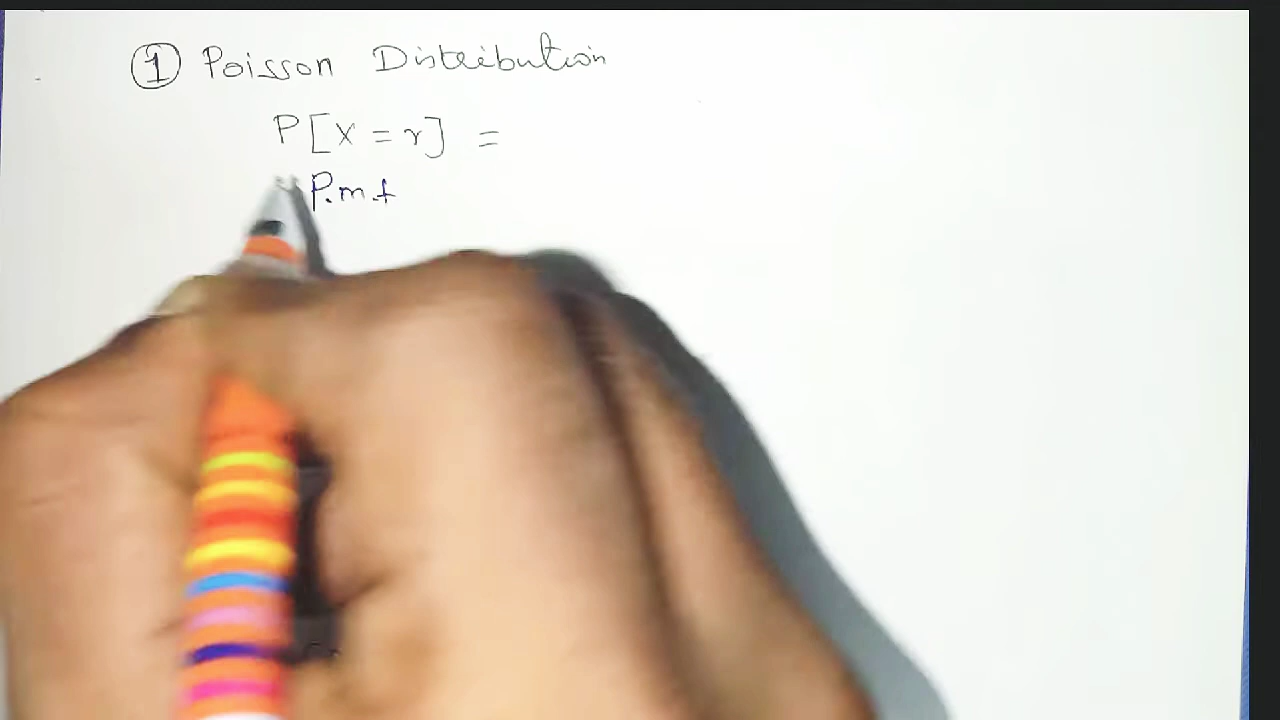 ① Poisson Distribution
P[X = r] =
P.m.f